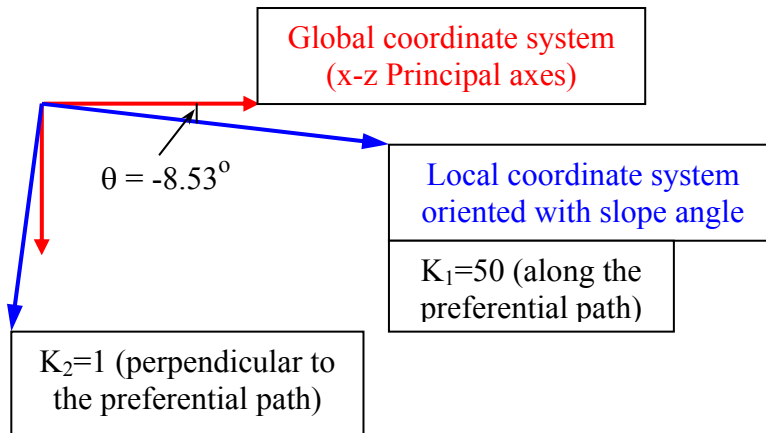 Global coordinate system
(x-z Principal axes)
θ = -8.53°
Local coordinate system
oriented with slope angle
K₁=50 (along the
preferential path)
K₂=1 (perpendicular to
the preferential path)